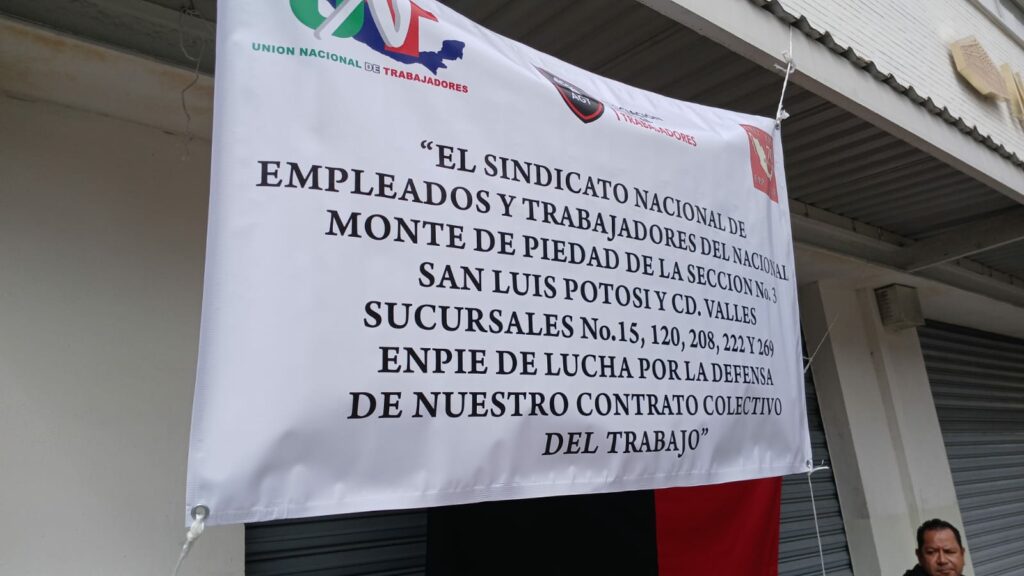 UNT
UNION NACIONAL DE TRABAJADORES
Y TRABAJADORES
“EL SINDICATO NACIONAL DE
EMPLEADOS Y TRABAJADORES DEL NACIONAL
MONTE DE PIEDAD DE LA SECCION No. 3
SAN LUIS POTOSI Y CD. VALLES
SUCURSALES No.15, 120, 208, 222 Y 269
ENPIE DE LUCHA POR LA DEFENSA
DE NUESTRO CONTRATO COLECTIVO
DEL TRABAJO”